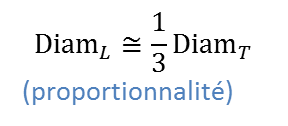 Diam_L ≅ 1/3 Diam_T
(proportionnalité)